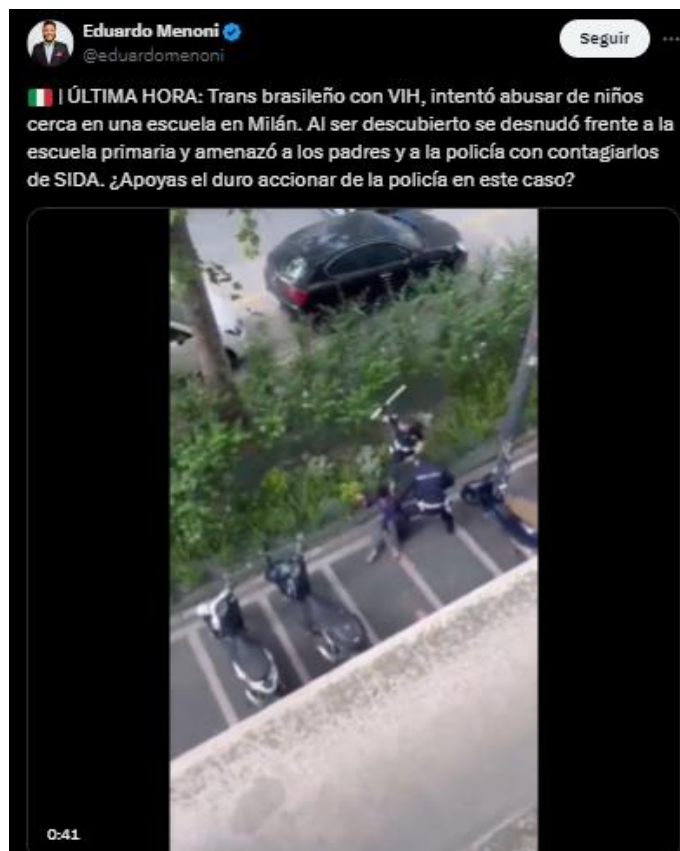 Eduardo Menoni
@eduardomenoni
Seguir
| ÚLTIMA HORA: Trans brasileño con VIH, intentó abusar de niños
cerca en una escuela en Milán. Al ser descubierto se desnudó frente a la
escuela primaria y amenazó a los padres y a la policía con contagiarlos
de SIDA. ¿Apoyas el duro accionar de la policía en este caso?
0:41